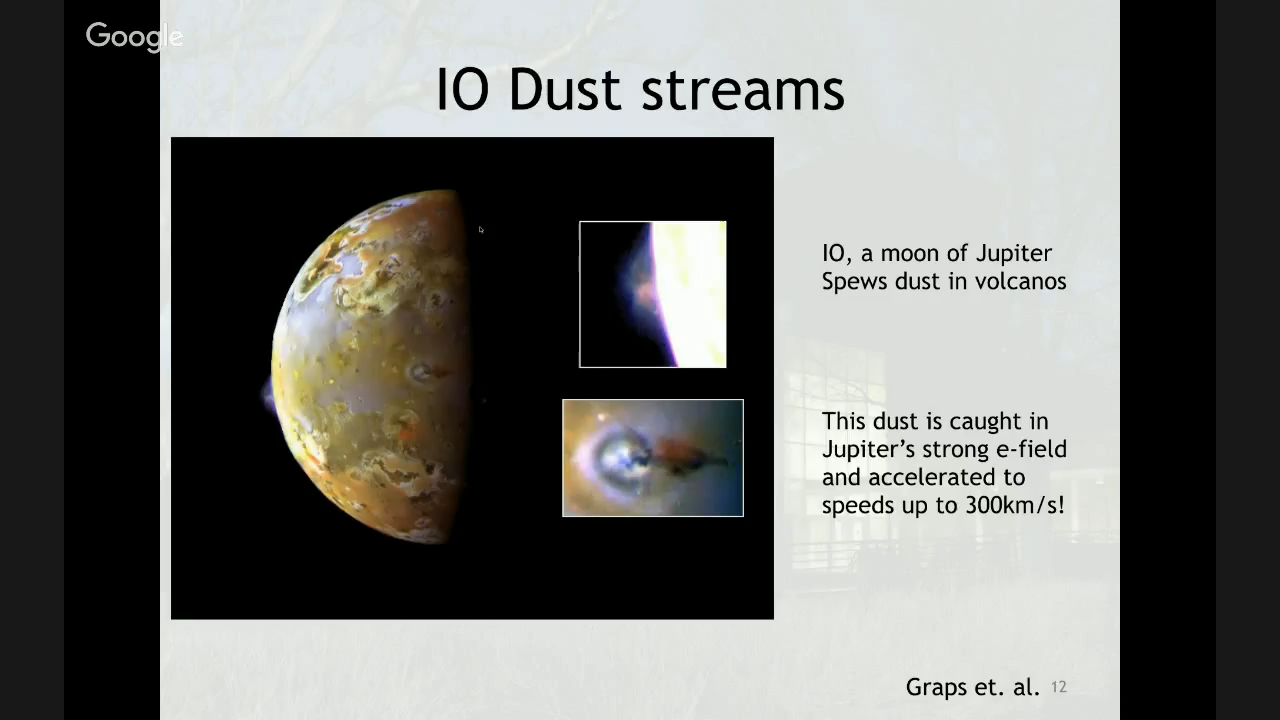 Google
IO Dust streams
IO, a moon of Jupiter
Spews dust in volcanos
This dust is caught in
Jupiter’s strong e-field
and accelerated to
speeds up to 300km/s!
Graps et. al. 12